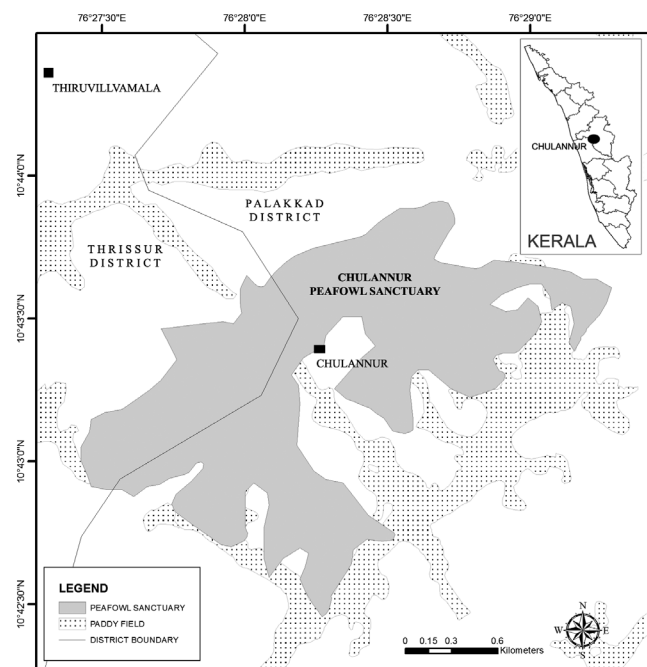 76°27'30"E
76°28'0"E
76°28'30"E
76°29'0"E
THIRUVILLVAMALA
CHULANNUR
KERALA
10°44'0"N
PALAKKAD
DISTRICT
THRISSUR
DISTRICT
CHULANNUR
PEAFOWL SANCTUARY
10°43'30"N
CHULANNUR
10°43'0"N
10°42'30"N
LEGEND
PEAFOWL SANCTUARY
PADDY FIELD
DISTRICT BOUNDARY
N
W
E
S
0 0.15 0.3 0.6
Kilometers